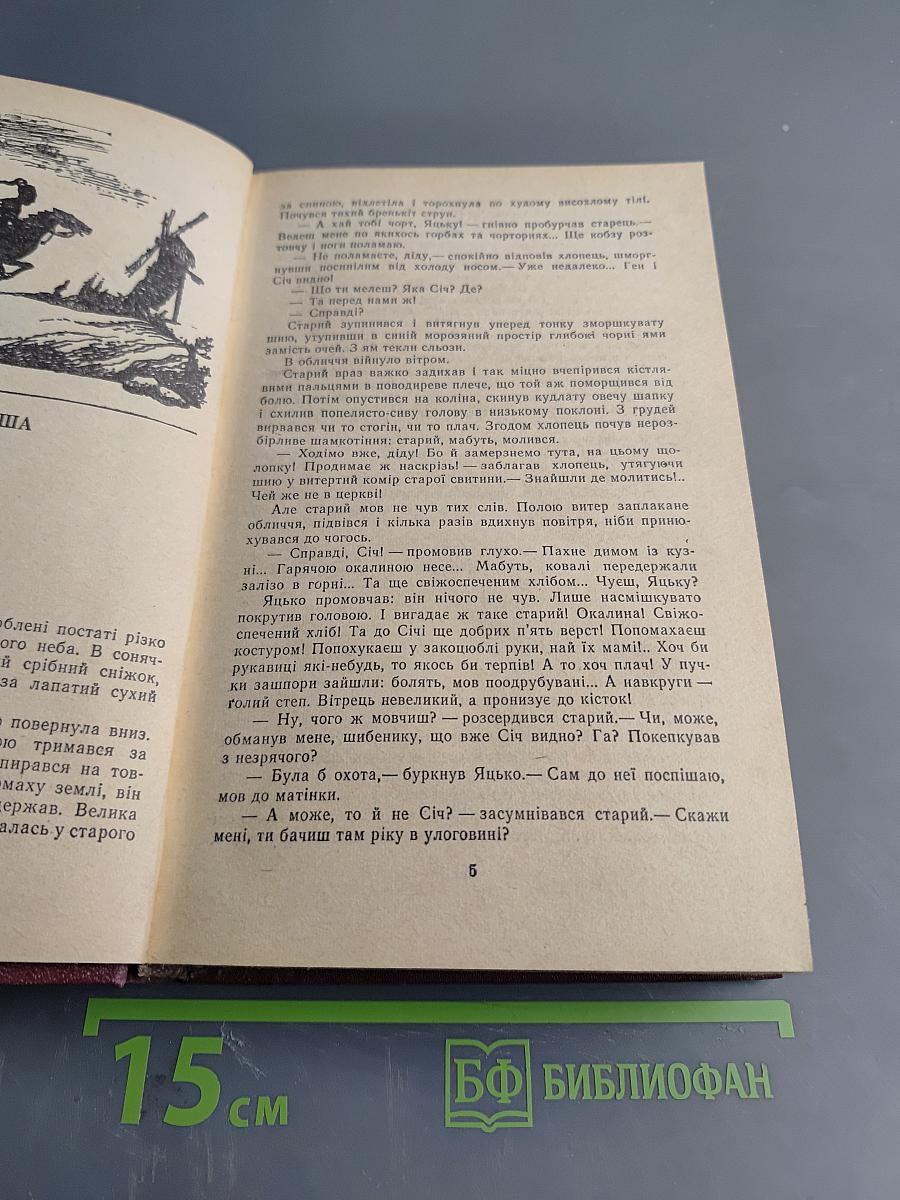 ША
облені постаті різко
ого неба. В соняч-
й срібний сніжок,
за лапатий сухий
повернула вниз.
ою тримався за
пирався на тов-
омаху землі, він
держав. Велика
алась у старого
за спиною, відлетіла і торохнула по худому висохлому тілі.
Почувся тихий бренькіт струн.
— А хай тобі чорт, Яцьку! — гнівно пробурчав старець.—
Ведеш мене по якихось горбах та чорториях... Ще кобзу роз-
товчу і ноги поламаю.
— Не поламаєте, діду,— спокійно відповів хлопець, шморг-
нувши посинілим від холоду носом.— Уже недалеко... Ген і
Січ видно!
— Що ти мелеш? Яка Січ? Де?
— Та перед нами ж!
— Справді?
Старий зупинився і витягнув уперед тонку зморшкувату
шию, утупивши в синій морозяний простір глибокі чорні ями
замість очей. З ям текли сльози.
В обличчя війнуло вітром.
Старий враз важко задихав і так міцно вчепірився кістля-
вими пальцями в поводиреве плече, що той аж поморщився від
болю. Потім опустився на коліна, скинув кудлату овечу шапку
і схилив попелясто-сиву голову в низькому поклоні. З грудей
вирвався чи то стогін, чи то плач. Згодом хлопець почув нерозбірливе
бірливе шамкотіння: старий, мабуть, молився.
— Ходімо вже, діду! Бо й замерзнемо тута, на цьому що-
лопку! Продимає ж наскрізь! — заблагав хлопець, утягуючи
шию у витертий комір старої свитини.— Знайшли де молитись!..
Чей же не в церкві!
Але старий мов не чув тих слів. Полою витер заплакане
обличчя, підвівся і кілька разів вдихнув повітря, ніби приню-
хувався до чогось.
— Справді, Січ! — промовив глухо.— Пахне димом із куз-
ні... Гарячою окалиною несе... Мабуть, ковалі передержали
залізо в горні... Та ще свіжоспеченим хлібом... Чуєш, Яцьку?
Яцько промовчав: він нічого не чув. Лише насмішкувато
покрутив головою. І вигадає ж таке старий! Окалина! Свіжо-
спечений хліб! Та до Січі ще добрих п'ять верст! Попомахаєш
костуром! Попохукаєш у закоцюблі руки, най їх мамі!.. Хоч би
рукавиці які-небудь, то якось би терпів! А то хоч плач! У пуч-
ки зашпори зайшли: болять, мов поодрубувані... А навкруги —
голий степ. Вітрець невеликий, а пронизує до кісток!
— Ну, чого ж мовчиш? — розсердився старий.— Чи, може,
обманув мене, шибенику, що вже Січ видно? Га? Покепкував
з незрячого?
— Була б охота,— буркнув Яцько.— Сам до неї поспішаю,
мов до матінки.
— А може, то й не Січ? — засумнівався старий.— Скажи
мені, ти бачиш там ріку в улоговині?
5
15 см
БФ БИБЛИОФАН